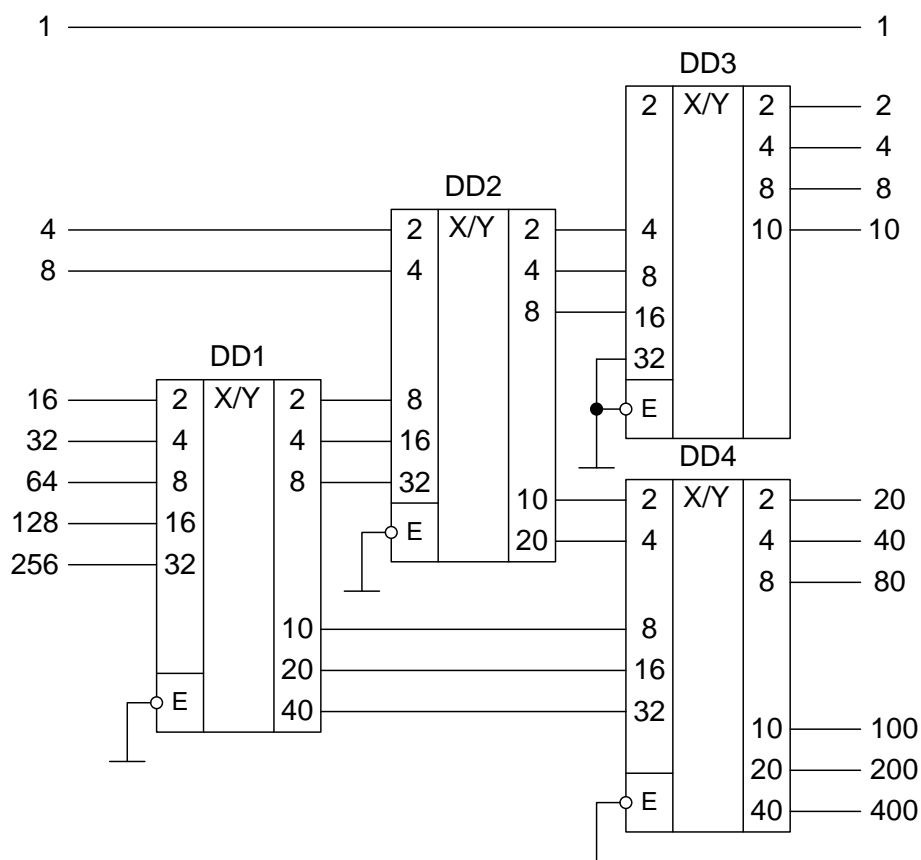 1 1
DD3
2 X/Y 2 2
4 4
8 8
DD2
4 2 X/Y 2 4 10 10
8 4 4 8
8 16
DD1 32
16 2 X/Y 2 8 E
32 4 4 16
64 8 8 32 DD4
128 16 10 2 X/Y 2 20
E 20 4 4 40
256 32 8 80
10 8
20 16
E 40 32
10 100
20 200
E 40 400